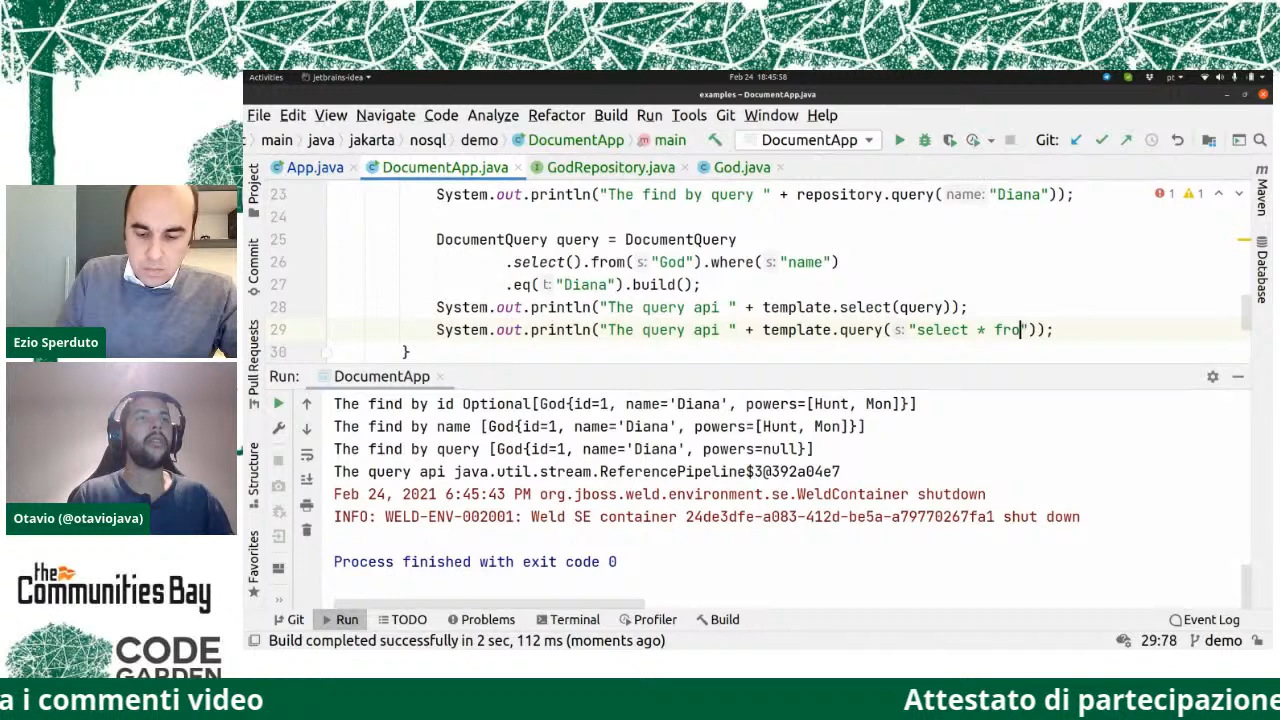 Activities
jetbrains-idea
Feb 24 18:45:58
pt
examples – DocumentApp.java
File Edit View Navigate Code Analyze Refactor Build Run Tools Git Window Help
main java jakarta nosql demo DocumentApp main
DocumentApp
Git:
App.java
DocumentApp.java
GodRepository.java
God.java
Project
Commit
Pull Requests
Structure
Favorites
Maven
Database
1 1
23 System.out.println("The find by query " + repository.query( name: "Diana"));
24
25 DocumentQuery query = DocumentQuery
26 .select().from( s: "God").where( s: "name")
27 .eq( t: "Diana").build();
28 System.out.println("The query api " + template.select(query));
29 System.out.println("The query api " + template.query( s: "select * fro"));
30 }
Run: DocumentApp
The find by id Optional[God{id=1, name='Diana', powers=[Hunt, Mon]}]
The find by name [God{id=1, name='Diana', powers=[Hunt, Mon]}]
The find by query [God{id=1, name='Diana', powers=null}]
The query api java.util.stream.ReferencePipeline$3@392a04e7
Feb 24, 2021 6:45:43 PM org.jboss.weld.environment.se.WeldContainer shutdown
INFO: WELD-ENV-002001: Weld SE container 24de3dfe-a083-412d-be5a-a79770267fa1 shut down
Process finished with exit code 0
Git Run TODO Problems Terminal Profiler Build Event Log
Build completed successfully in 2 sec, 112 ms (moments ago)
29:78 demo
Ezio Sperduto
Otavio (@otaviojava)
the
Communities Bay
CODE
GARDEN
a i commenti video
Attestato di partecipazione